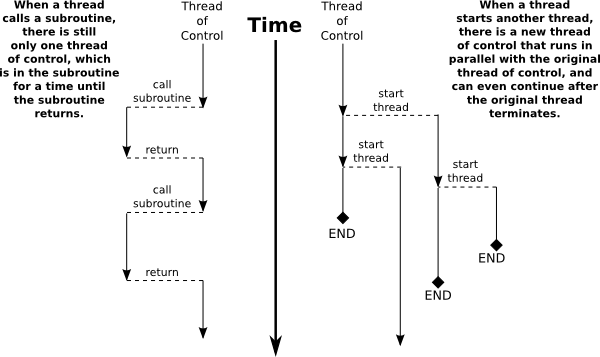 When a thread
calls a subroutine,
there is still
only one thread
of control, which
is in the subroutine
for a time until
the subroutine
returns.
Thread
of
Control
call
subroutine
return
call
subroutine
return
Time
Thread
of
Control
start
thread
start
thread
start
thread
END
END
END
When a thread
starts another thread,
there is a new thread
of control that runs in
parallel with the original
thread of control, and
can even continue after
the original thread
terminates.